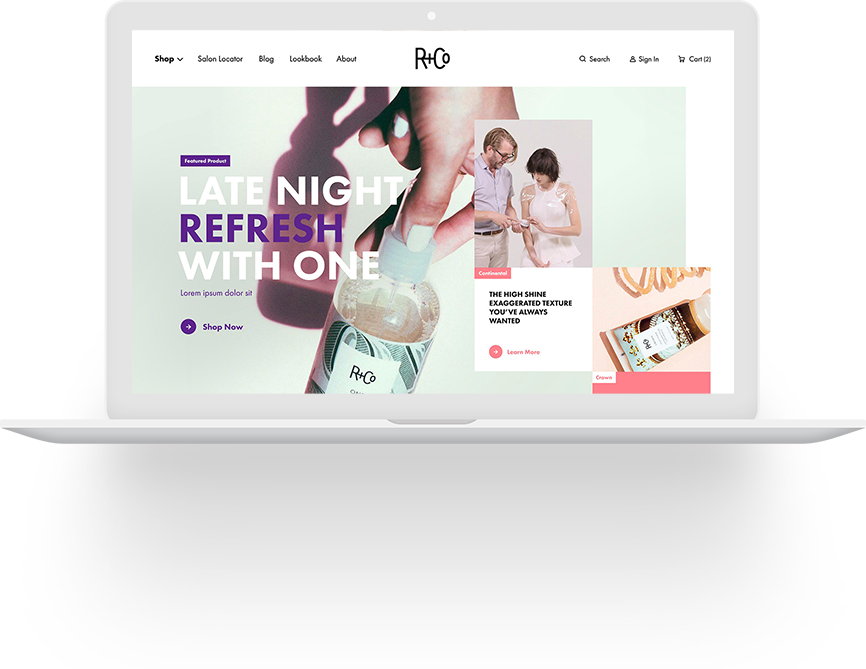 Shop
Salon Locator
Blog
Lookbook
About
R+Co
Search
Sign In
Cart (2)
Featured Product
LATE NIGHT
REFRESH
WITH ONE
Lorem ipsum dolor sit
Shop Now
R+Co
Continental
THE HIGH SHINE
EXAGGERATED TEXTURE
YOU'VE ALWAYS
WANTED
Learn More
R+Co
Crown